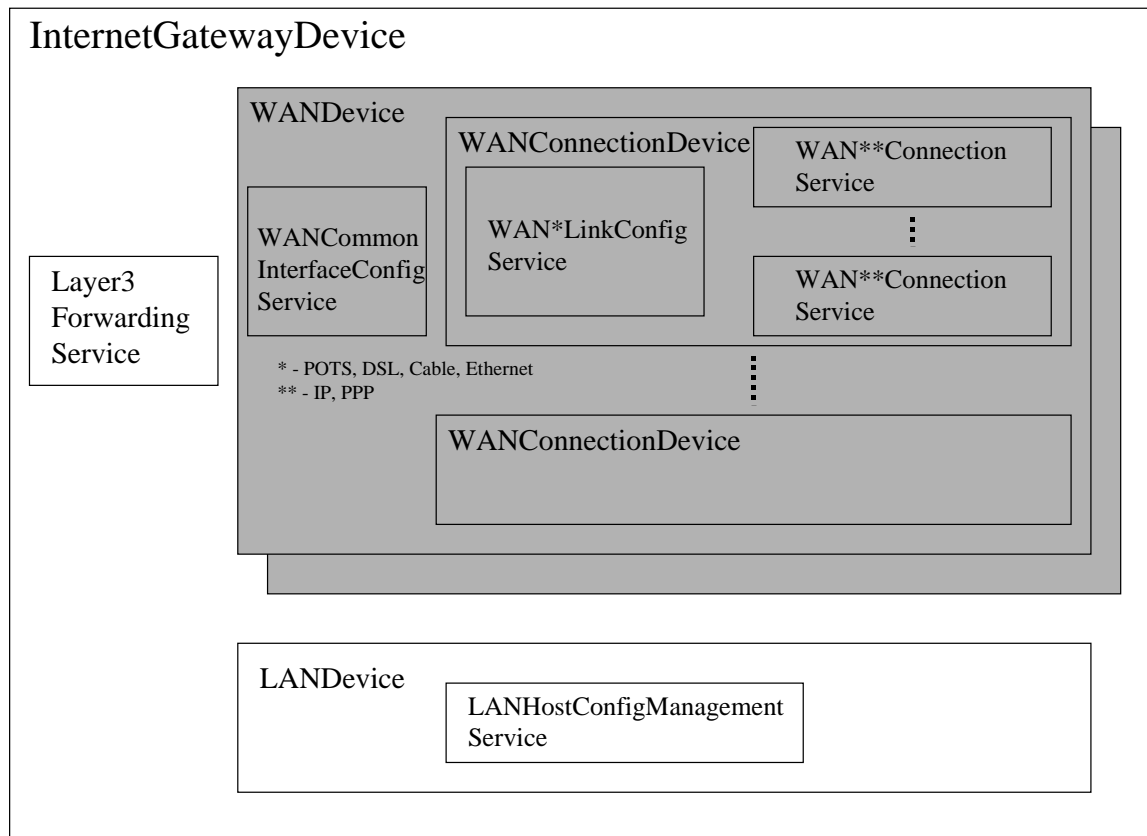 InternetGatewayDevice
WANDevice
WANConnectionDevice
WAN**Connection
Service
WAN*LinkConfig
Service
WAN**Connection
Service
WANCommon
InterfaceConfig
Service
Layer3
Forwarding
Service
* - POTS, DSL, Cable, Ethernet
** - IP, PPP
WANConnectionDevice
LANDevice
LANHostConfigManagement
Service